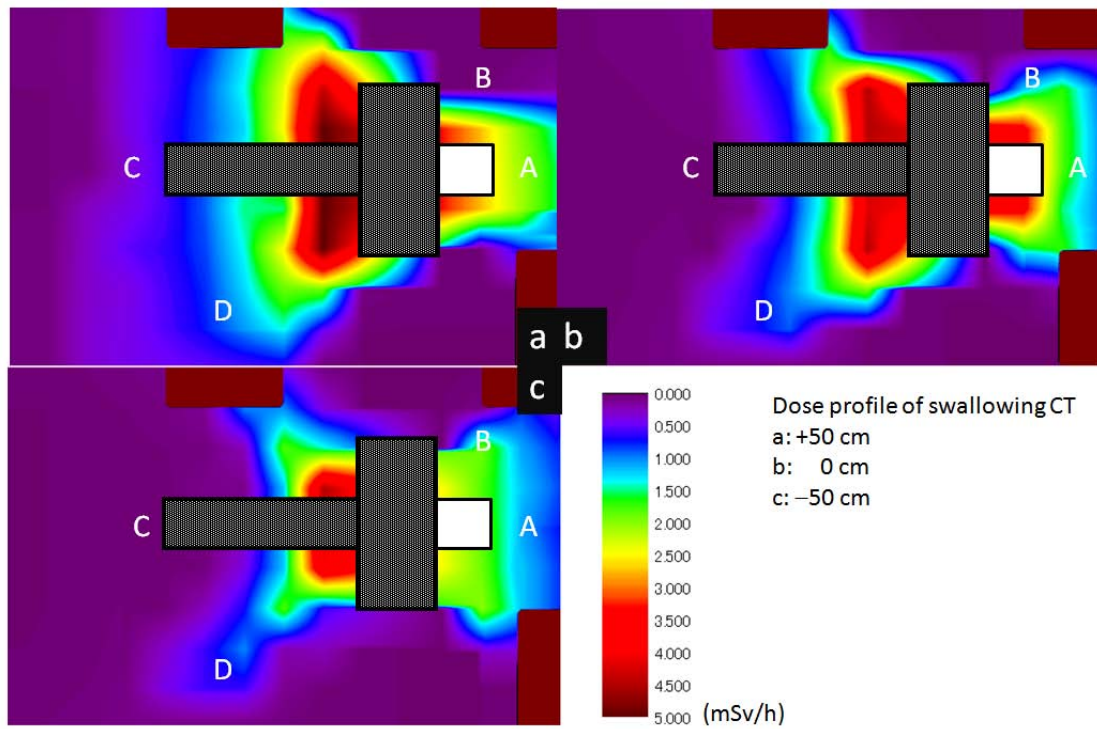 B
C
A
D
a
B
C
A
D
b
B
C
A
D
c
0.000
0.500
1.000
1.500
2.000
2.500
3.000
3.500
4.000
4.500
5.000
(mSv/h)
Dose profile of swallowing CT
a: +50 cm
b: 0 cm
c: −50 cm